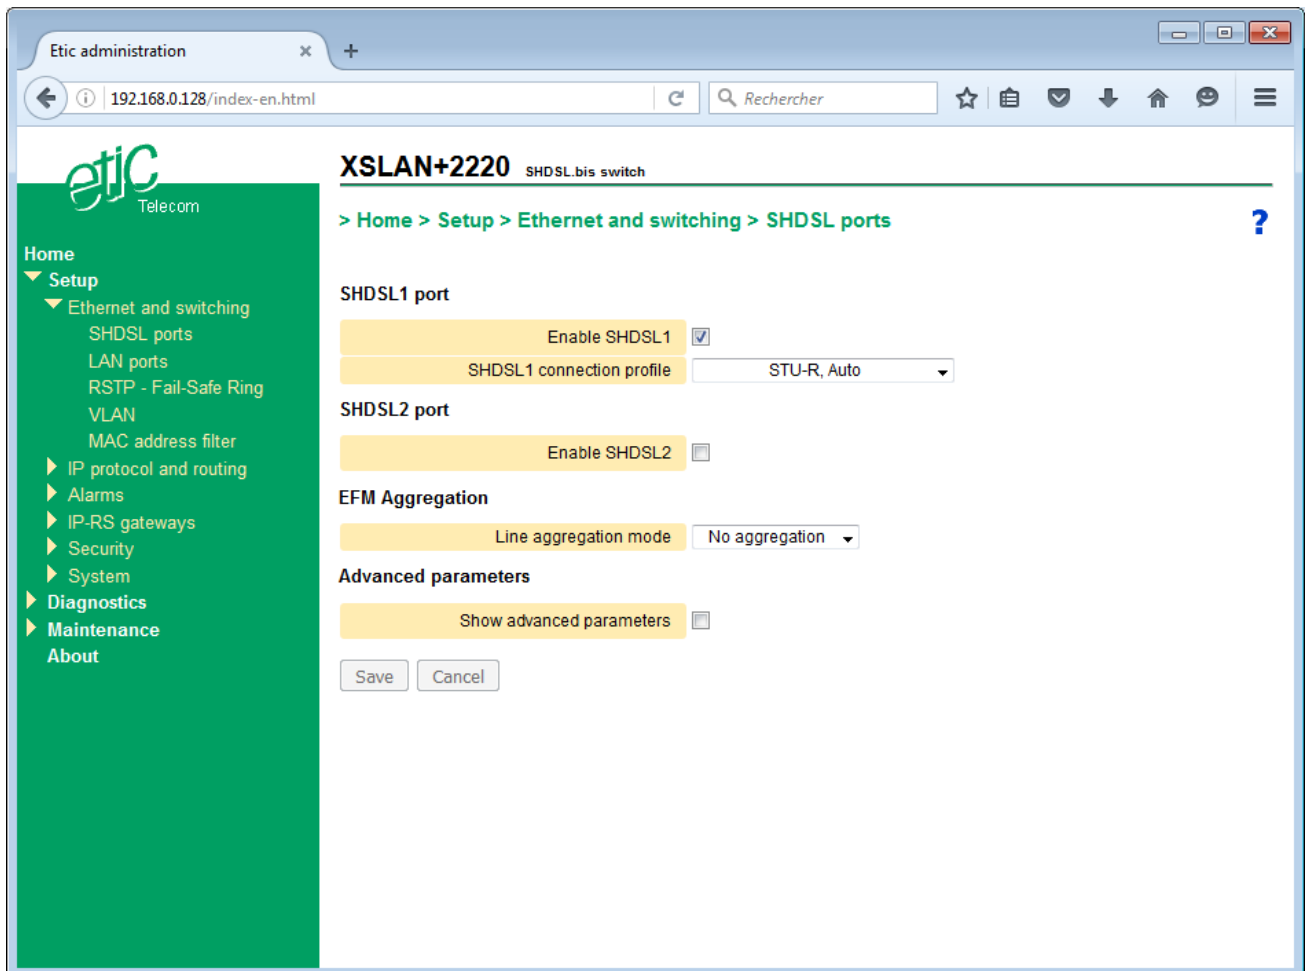 Etic administration
192.168.0.128/index-en.html
Rechercher
etic
Telecom
XSLAN+2220 SHDSL.bis switch
> Home > Setup > Ethernet and switching > SHDSL ports
?
Home
Setup
Ethernet and switching
SHDSL ports
LAN ports
RSTP - Fail-Safe Ring
VLAN
MAC address filter
IP protocol and routing
Alarms
IP-RS gateways
Security
System
Diagnostics
Maintenance
About
SHDSL1 port
Enable SHDSL1
SHDSL1 connection profile STU-R, Auto
SHDSL2 port
Enable SHDSL2
EFM Aggregation
Line aggregation mode No aggregation
Advanced parameters
Show advanced parameters
Save Cancel